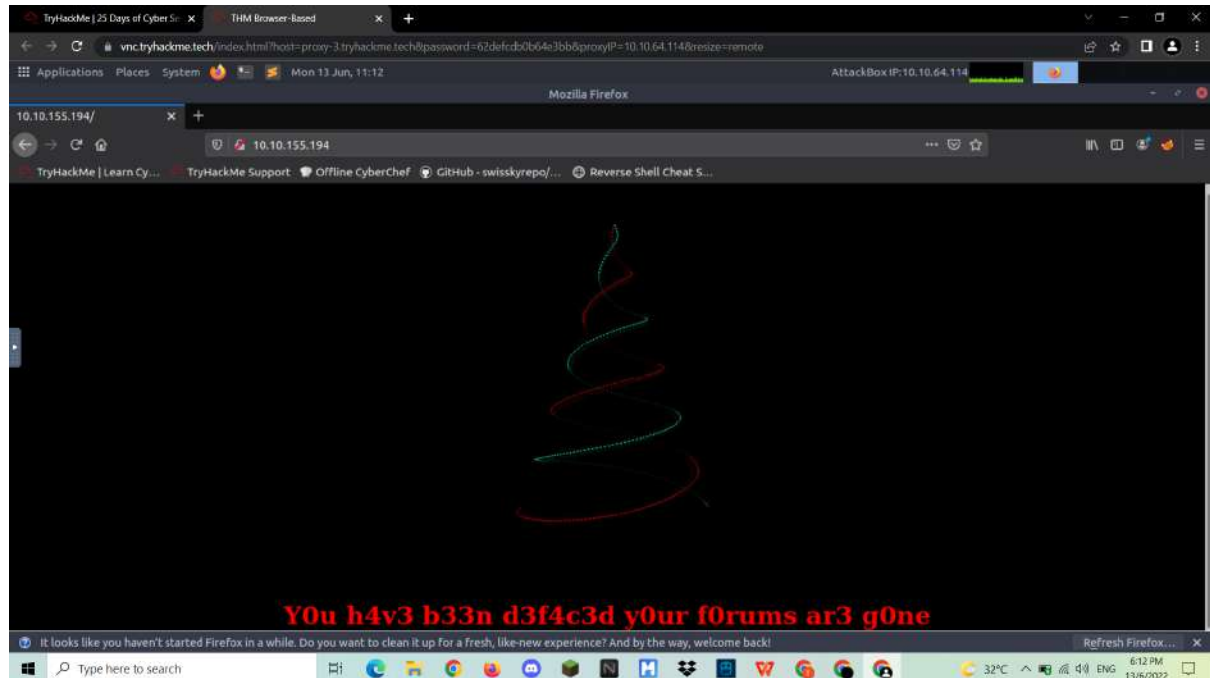 TryHackMe | 25 Days of Cyber Se
THM Browser-Based
vnc.tryhackme.tech/index.html?host=proxy-3.tryhackme.tech&password=62defcdb0b64e3bb&proxyIP=10.10.64.114&resize=remote
Applications Places System Mon 13 Jun, 11:12 AttackBox IP:10.10.64.114
Mozilla Firefox
10.10.155.194/
10.10.155.194
TryHackMe | Learn Cy... TryHackMe Support Offline CyberChef GitHub - swisskyrepo/... Reverse Shell Cheat S...
Y0u h4v3 b33n d3f4c3d y0ur f0rums ar3 g0ne
It looks like you haven't started Firefox in a while. Do you want to clean it up for a fresh, like-new experience? And by the way, welcome back! Refresh Firefox...
Type here to search 32°C ENG 6:12 PM
13/6/2022